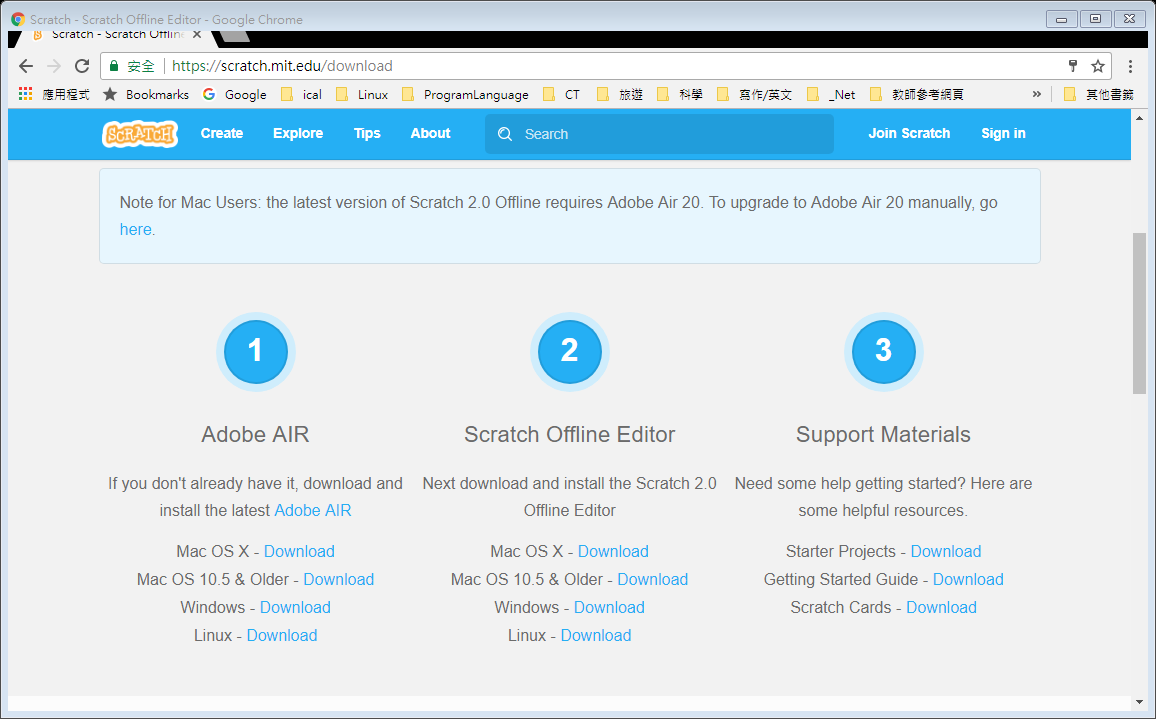 Scratch - Scratch Offline Editor - Google Chrome
Scratch - Scratch Offline
安全 https://scratch.mit.edu/download
應用程式 Bookmarks Google ical Linux ProgramLanguage CT 旅遊 科學 寫作/英文 _Net 教師參考網頁 » 其他書籤
SCRATCH Create Explore Tips About Search Join Scratch Sign in
Note for Mac Users: the latest version of Scratch 2.0 Offline requires Adobe Air 20. To upgrade to Adobe Air 20 manually, go
here.
1
Adobe AIR
If you don't already have it, download and
install the latest Adobe AIR
Mac OS X - Download
Mac OS 10.5 & Older - Download
Windows - Download
Linux - Download
2
Scratch Offline Editor
Next download and install the Scratch 2.0
Offline Editor
Mac OS X - Download
Mac OS 10.5 & Older - Download
Windows - Download
Linux - Download
3
Support Materials
Need some help getting started? Here are
some helpful resources.
Starter Projects - Download
Getting Started Guide - Download
Scratch Cards - Download